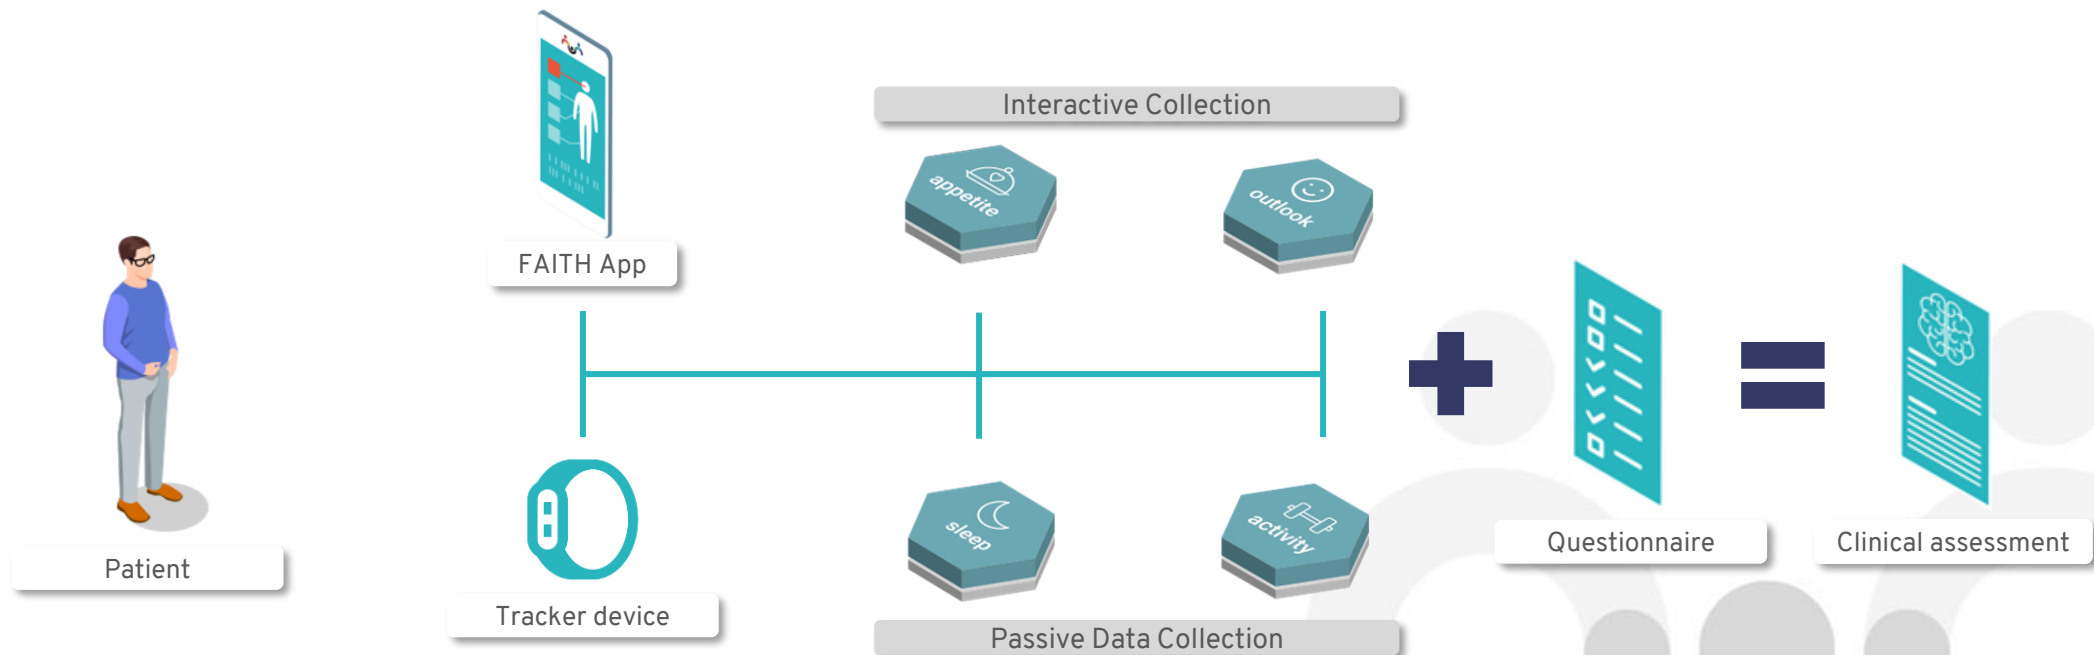 Interactive Collection
appetite
outlook
FAITH App
Patient
Tracker device
sleep
activity
Passive Data Collection
Questionnaire
Clinical assessment